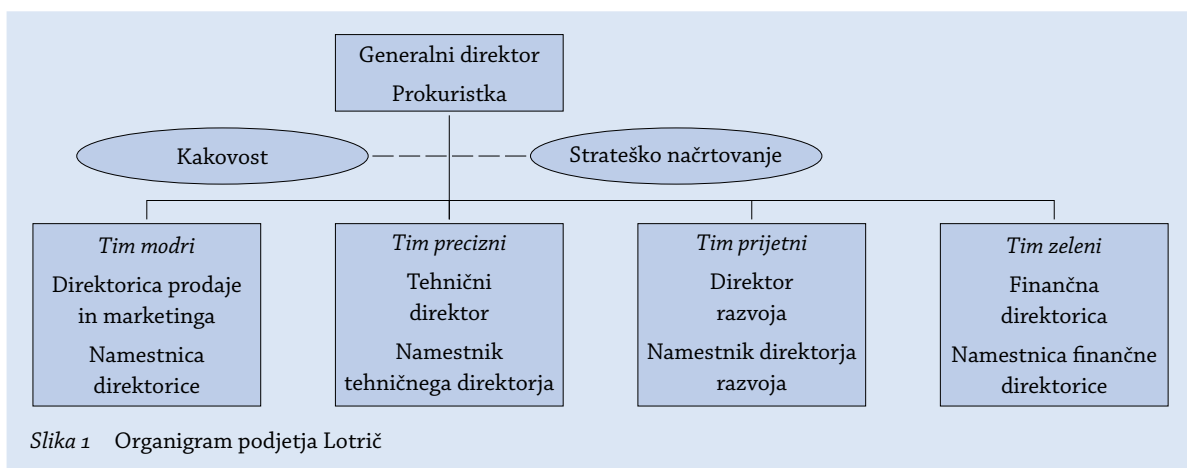 Generalni direktor
Prokuristka
Kakovost
Strateško načrtovanje
Tim modri
Direktorica prodaje
in marketinga
Namestnica
direktorice
Tim precizni
Tehnični
direktor
Namestnik
tehničnega direktorja
Tim prijetni
Direktor
razvoja
Namestnik direktorja
razvoja
Tim zeleni
Finančna
direktorica
Namestnica finančne
direktorice
Slika 1 Organigram podjetja Lotrič